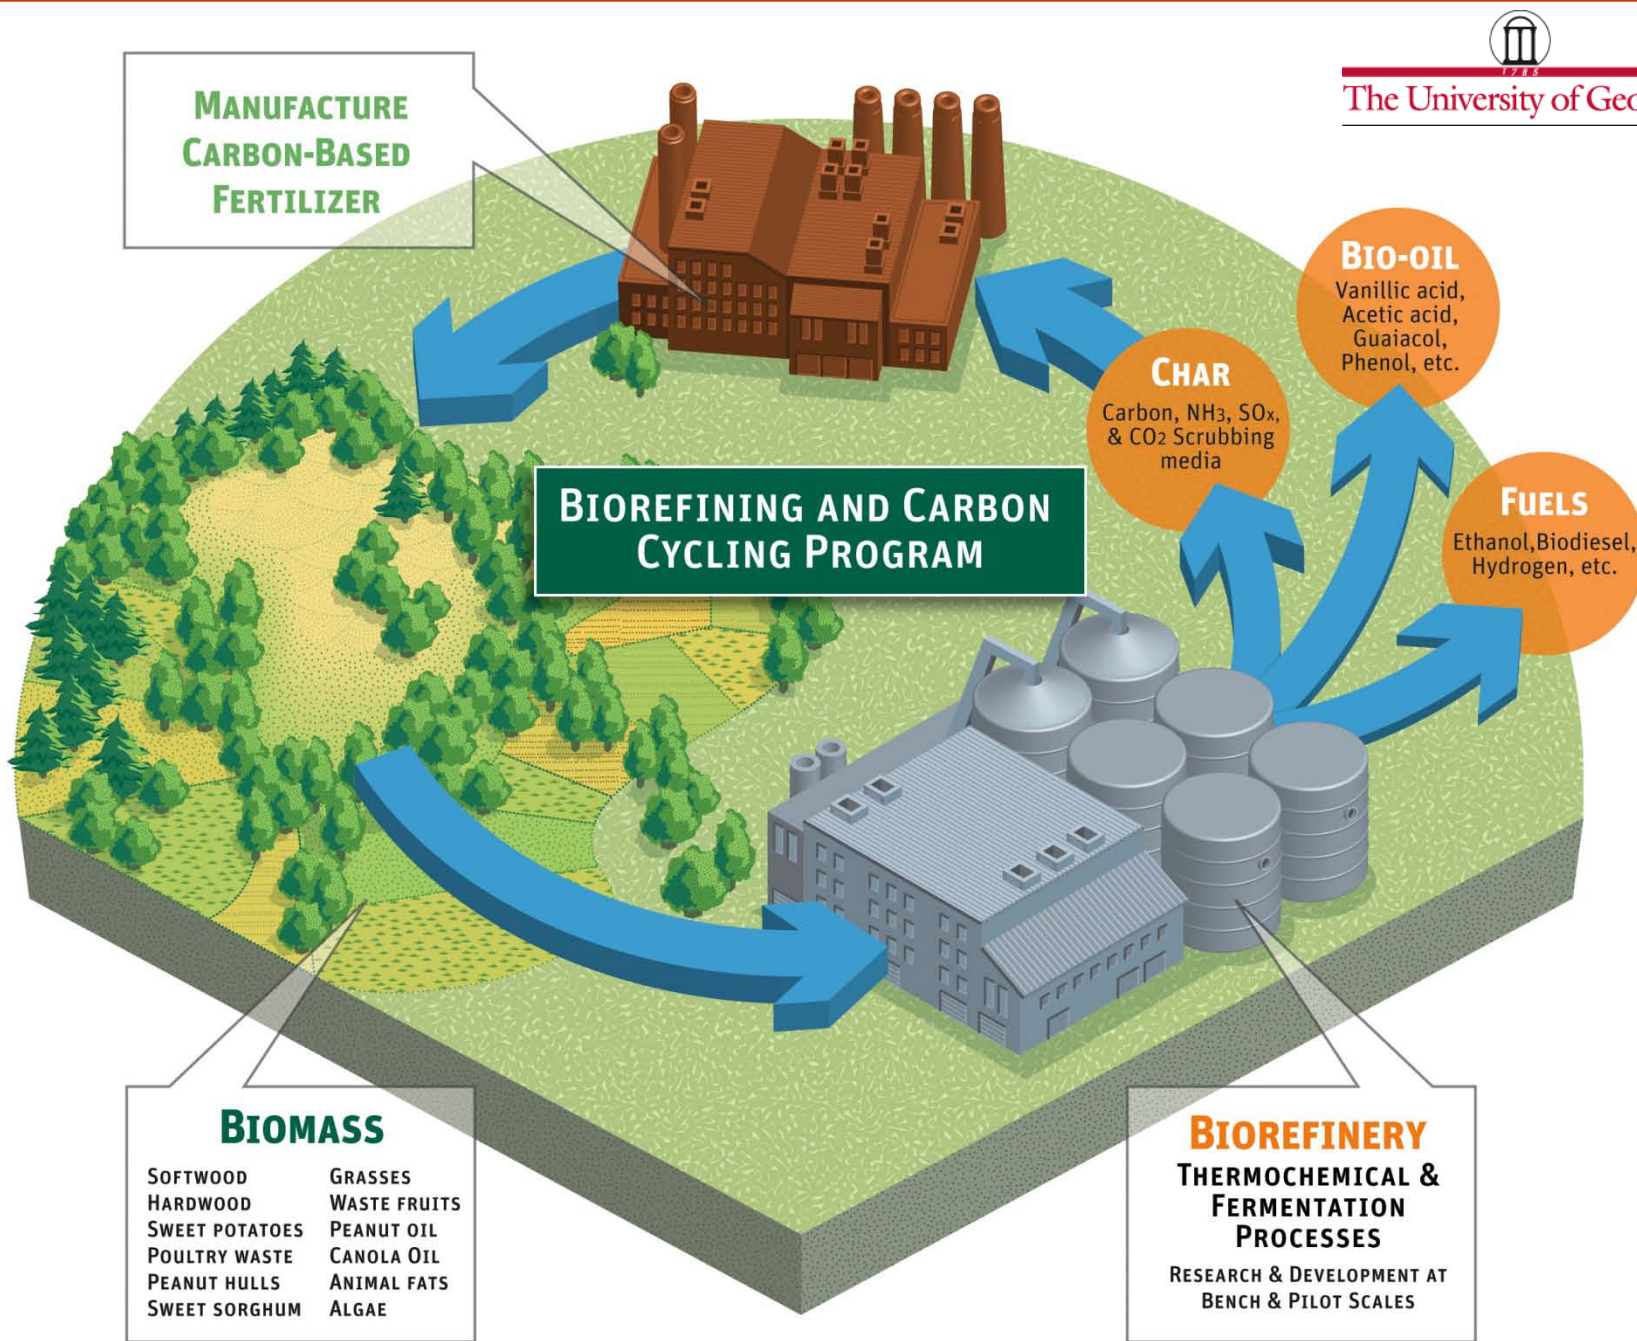 1785
The University of Geo
MANUFACTURE
CARBON-BASED
FERTILIZER
BIO-OIL
Vanillic acid,
Acetic acid,
Guaiacol,
Phenol, etc.
CHAR
Carbon, NH3, SOx,
& CO2 Scrubbing
media
FUELS
Ethanol,Biodiesel,
Hydrogen, etc.
BIOREFINING AND CARBON
CYCLING PROGRAM
BIOMASS
SOFTWOOD
HARDWOOD
SWEET POTATOES
POULTRY WASTE
PEANUT HULLS
SWEET SORGHUM
GRASSES
WASTE FRUITS
PEANUT OIL
CANOLA OIL
ANIMAL FATS
ALGAE
BIOREFINERY
THERMOCHEMICAL &
FERMENTATION
PROCESSES
RESEARCH & DEVELOPMENT AT
BENCH & PILOT SCALES